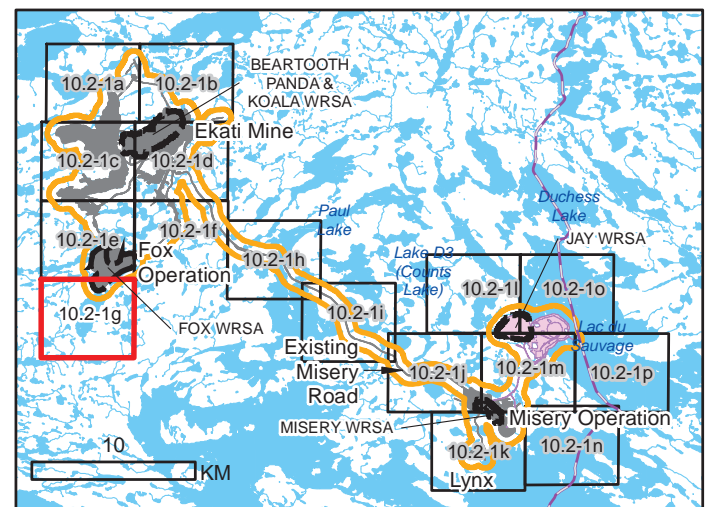 10.2-1a
10.2-1b
BEARTOOTH
PANDA &
KOALA WRSA
Ekati Mine
10.2-1c
10.2-1d
10.2-1e
10.2-1f
Fox
Operation
10.2-1g
FOX WRSA
Paul
Lake
10.2-1h
10.2-1i
Duchess
Lake
JAY WRSA
Lake D3
(Counts
Lake)
10.2-1l
10.2-1o
Lac du
Sauvage
Existing
Misery
Road
10.2-1j
10.2-1m
10.2-1p
MISERY WRSA
Misery Operation
10.2-1k
10.2-1n
Lynx
10
KM